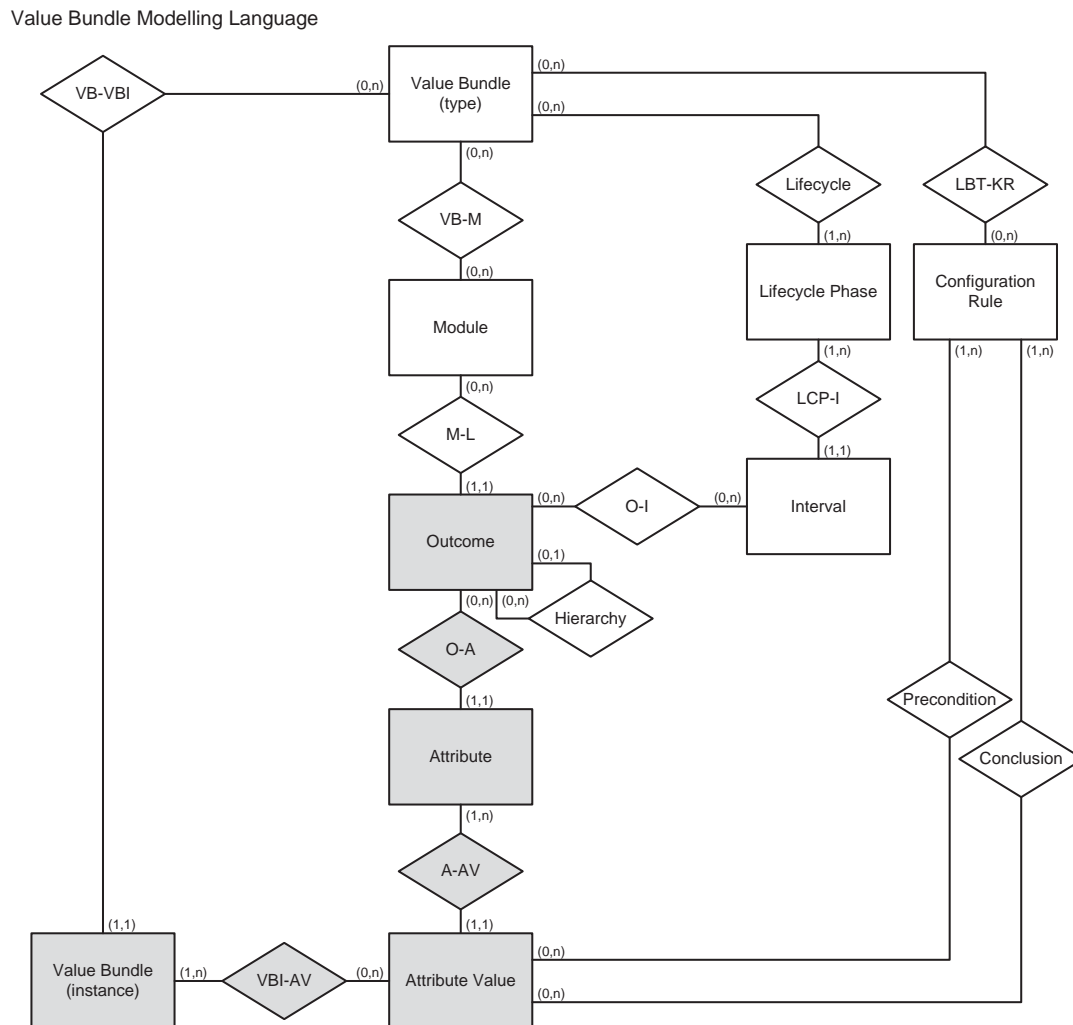 Value Bundle Modelling Language
VB-VBI
(0,n)
Value Bundle
(type)
(0,n)
(0,n)
(0,n)
VB-M
Lifecycle
LBT-KR
(0,n)
(1,n)
(0,n)
Module
Lifecycle Phase
Configuration
Rule
(0,n)
(1,n)
(1,n)
(1,n)
M-L
LCP-I
(1,1)
(1,1)
Outcome
(0,n)
O-I
(0,n)
Interval
(0,1)
(0,n)
(0,n)
Hierarchy
O-A
(1,1)
Precondition
Attribute
Conclusion
(1,n)
A-AV
(1,1)
(1,1)
Value Bundle
(instance)
(1,n)
VBI-AV
(0,n)
Attribute Value
(0,n)
(0,n)